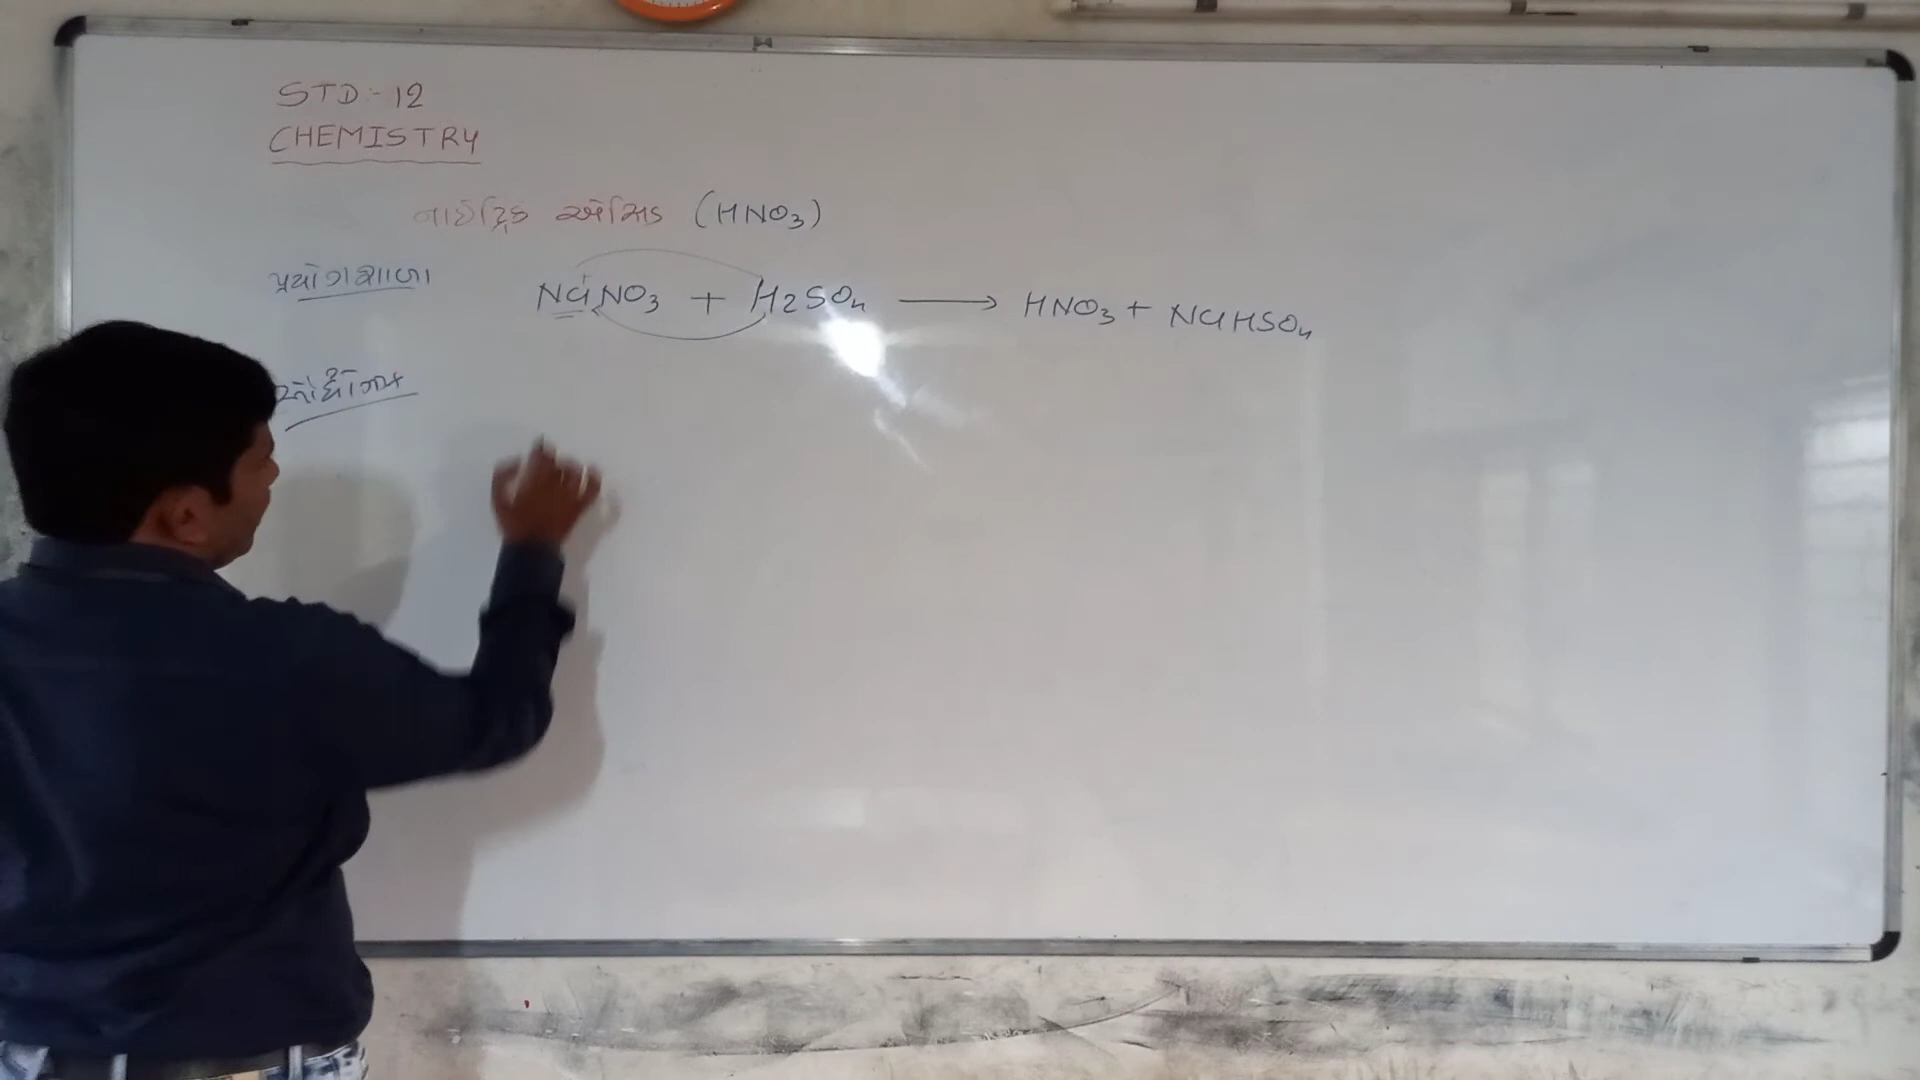 STD:- 12
CHEMISTRY
નાઈટ્રિક એસિડ (HNO3)
પ્રયોગશાળા
NaNO3 + H2SO4 ⟶ HNO3 + NaHSO4
ઔદ્યોગિક